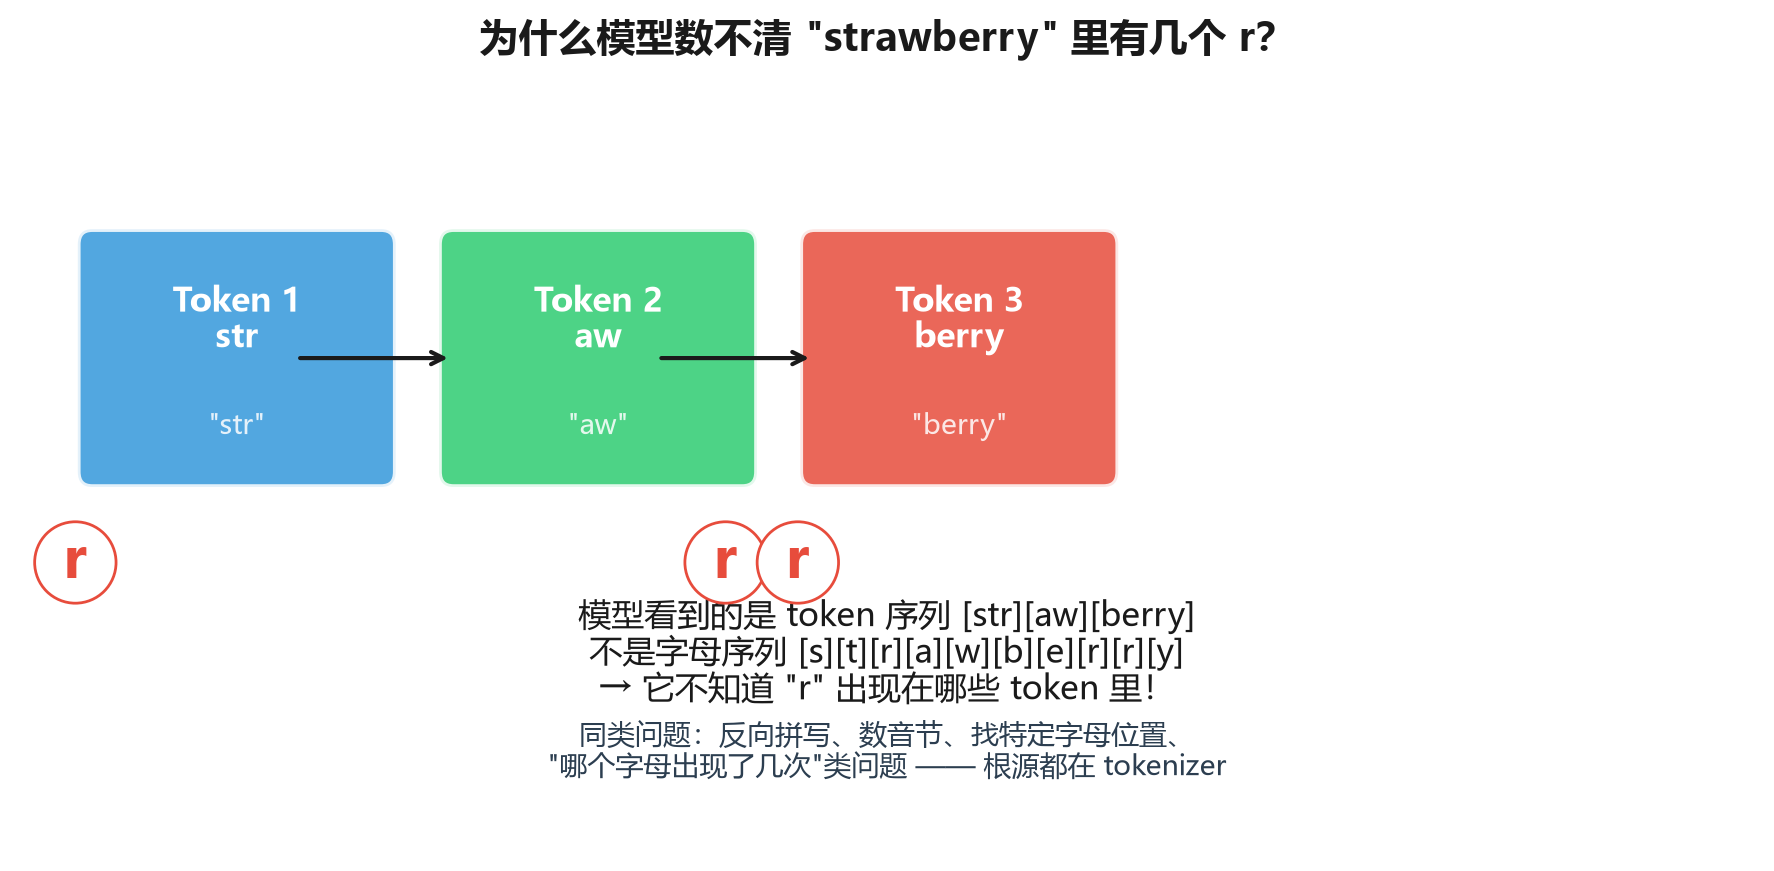 为什么模型数不清 "strawberry" 里有几个 r?
Token 1
str
"str"
Token 2
aw
"aw"
Token 3
berry
"berry"
r
r
r
模型看到的是 token 序列 [str][aw][berry]
不是字母序列 [s][t][r][a][w][b][e][r][r][y]
→ 它不知道 "r" 出现在哪些 token 里！
同类问题：反向拼写、数音节、找特定字母位置、
"哪个字母出现了几次"类问题 —— 根源都在 tokenizer